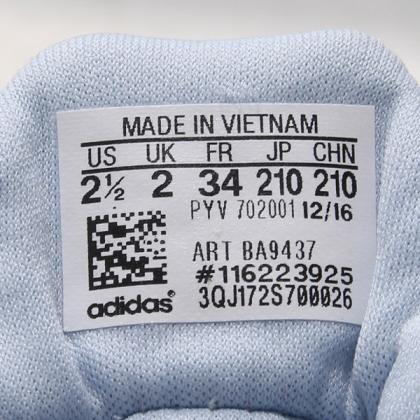 MADE IN VIETNAM
US UK FR JP CHN
2½ 2 34 210 210
PYV 702001 12/16
ART BA9437
#116223925
adidas® 3QJ172S700026